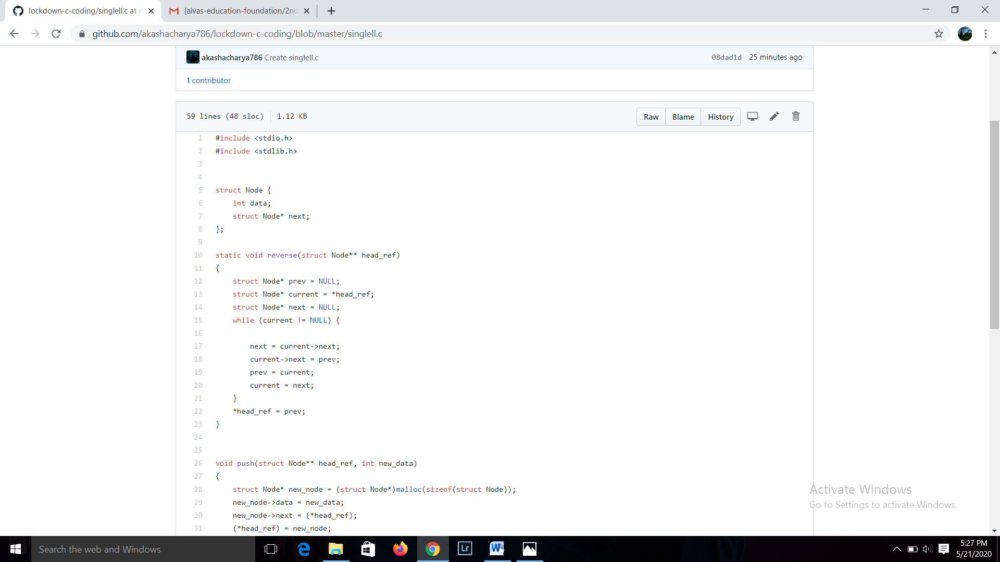 lockdown-c-coding/singlell.c at
[alvas-education-foundation/2nd
github.com/akashacharya786/lockdown-c-coding/blob/master/singlell.c
akashacharya786 Create singlell.c 08dad1d 25 minutes ago
1 contributor
59 lines (48 sloc) 1.12 KB Raw Blame History
1 #include <stdio.h>
2 #include <stdlib.h>
3
4
5 struct Node {
6     int data;
7     struct Node* next;
8 };
9
10 static void reverse(struct Node** head_ref)
11 {
12     struct Node* prev = NULL;
13     struct Node* current = *head_ref;
14     struct Node* next = NULL;
15     while (current != NULL) {
16
17         next = current->next;
18         current->next = prev;
19         prev = current;
20         current = next;
21     }
22     *head_ref = prev;
23 }
24
25
26 void push(struct Node** head_ref, int new_data)
27 {
28     struct Node* new_node = (struct Node*)malloc(sizeof(struct Node));
29     new_node->data = new_data;
30     new_node->next = (*head_ref);
31     (*head_ref) = new_node;
Activate Windows
Go to Settings to activate Windows.
Search the web and Windows
Lr
W
5:27 PM
5/21/2020